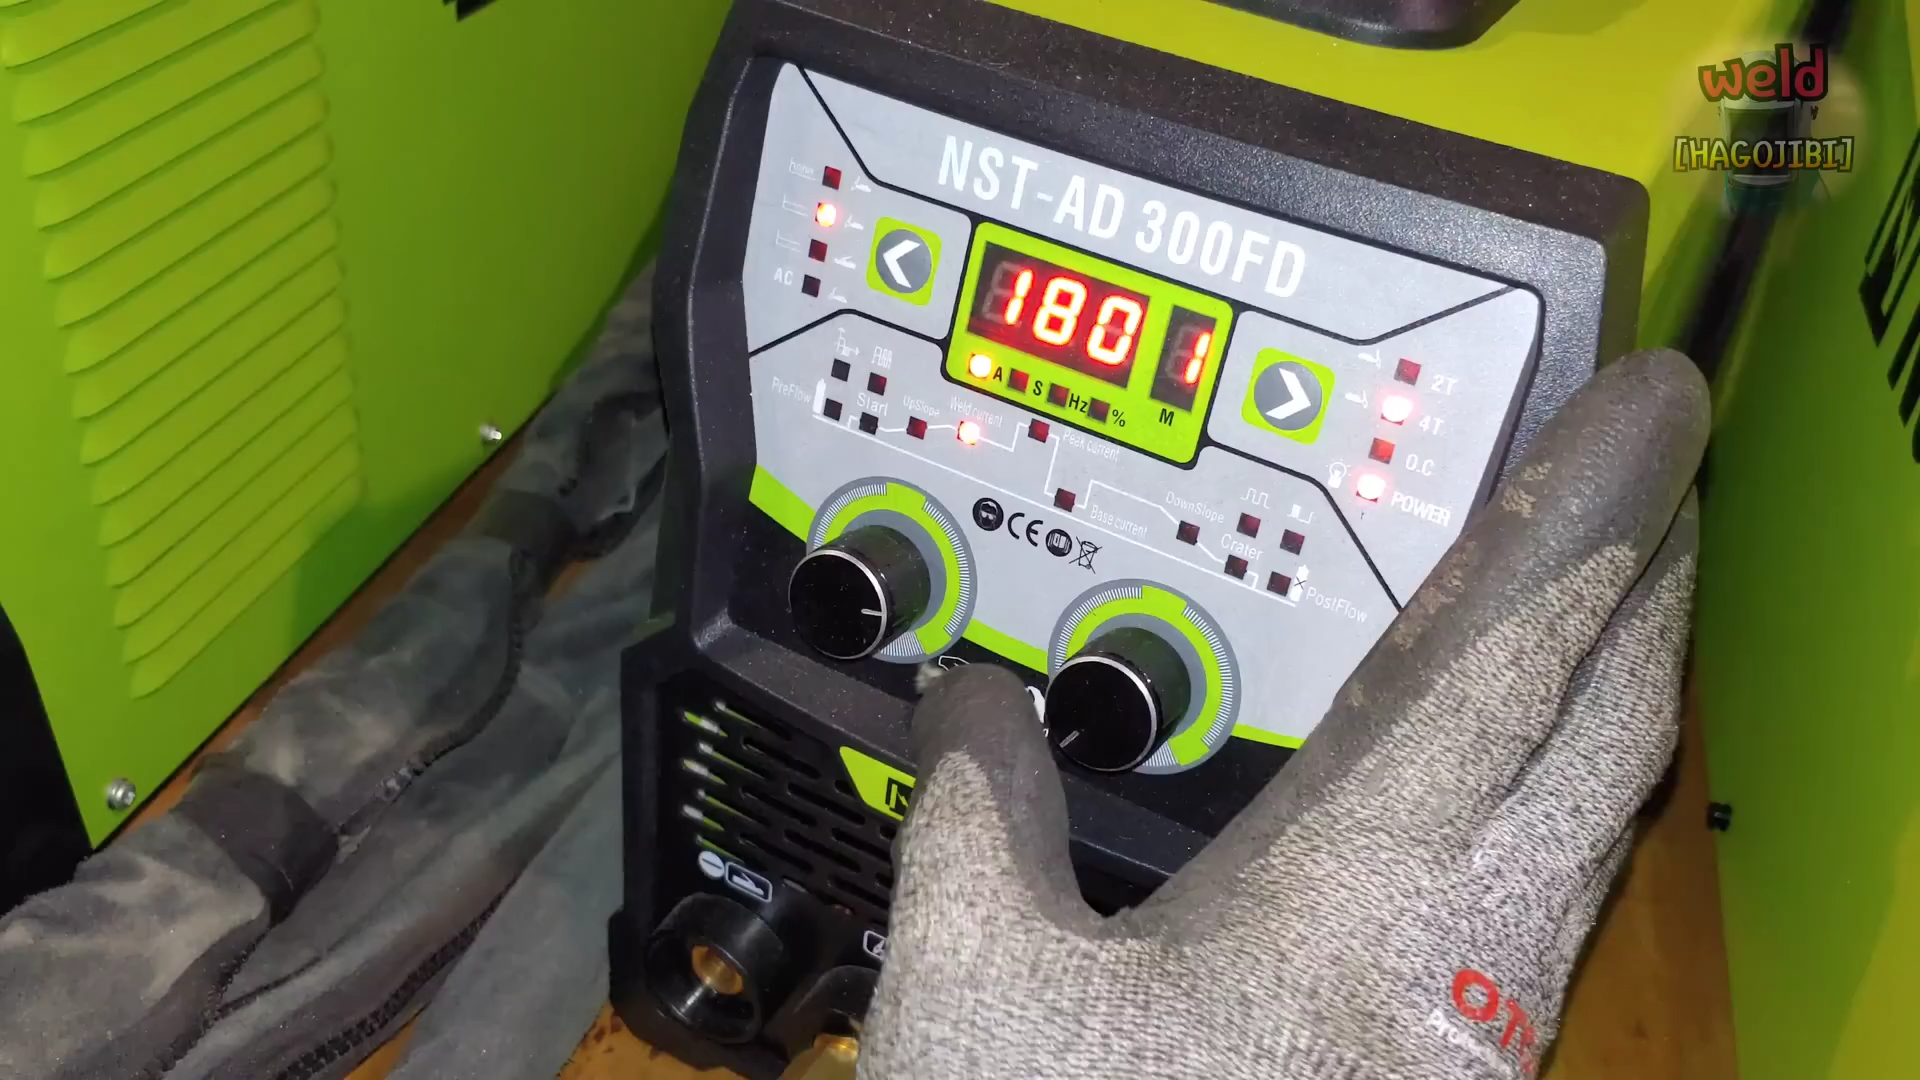 weld
[HAGOJIBI]
NST-AD 300FD
AC
180 1
A S Hz % M
2T
4T
O.C
POWER
PreFlow
Start
UpSlope
Weld current
Peak current
Base current
DownSlope
Crater
PostFlow
CE